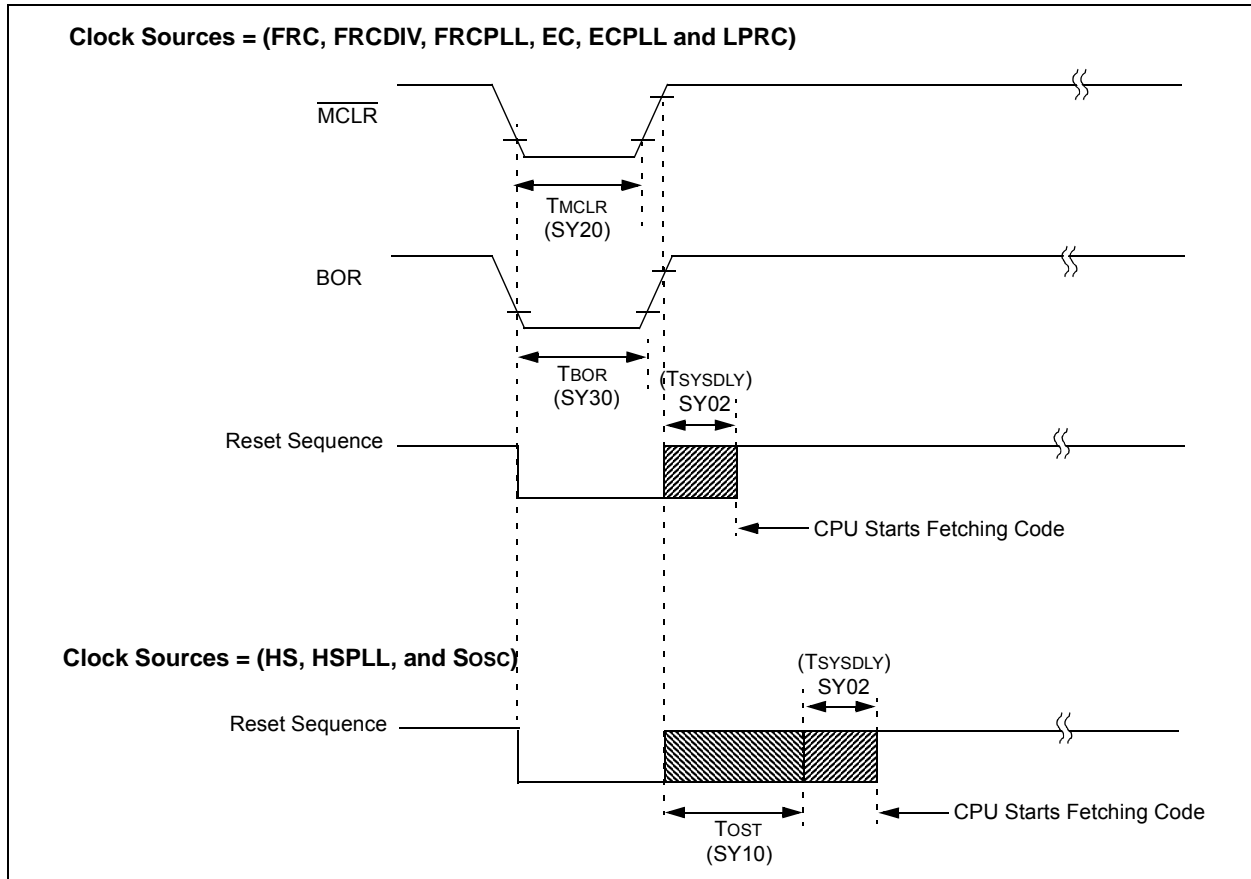 Clock Sources = (FRC, FRCDIV, FRCPLL, EC, ECPLL and LPRC)
MCLR
TMCLR
(SY20)
BOR
TBOR
(SY30)
(TSYSDLY)
SY02
Reset Sequence
CPU Starts Fetching Code
Clock Sources = (HS, HSPLL, and SOSC)
(TSYSDLY)
SY02
Reset Sequence
CPU Starts Fetching Code
TOST
(SY10)